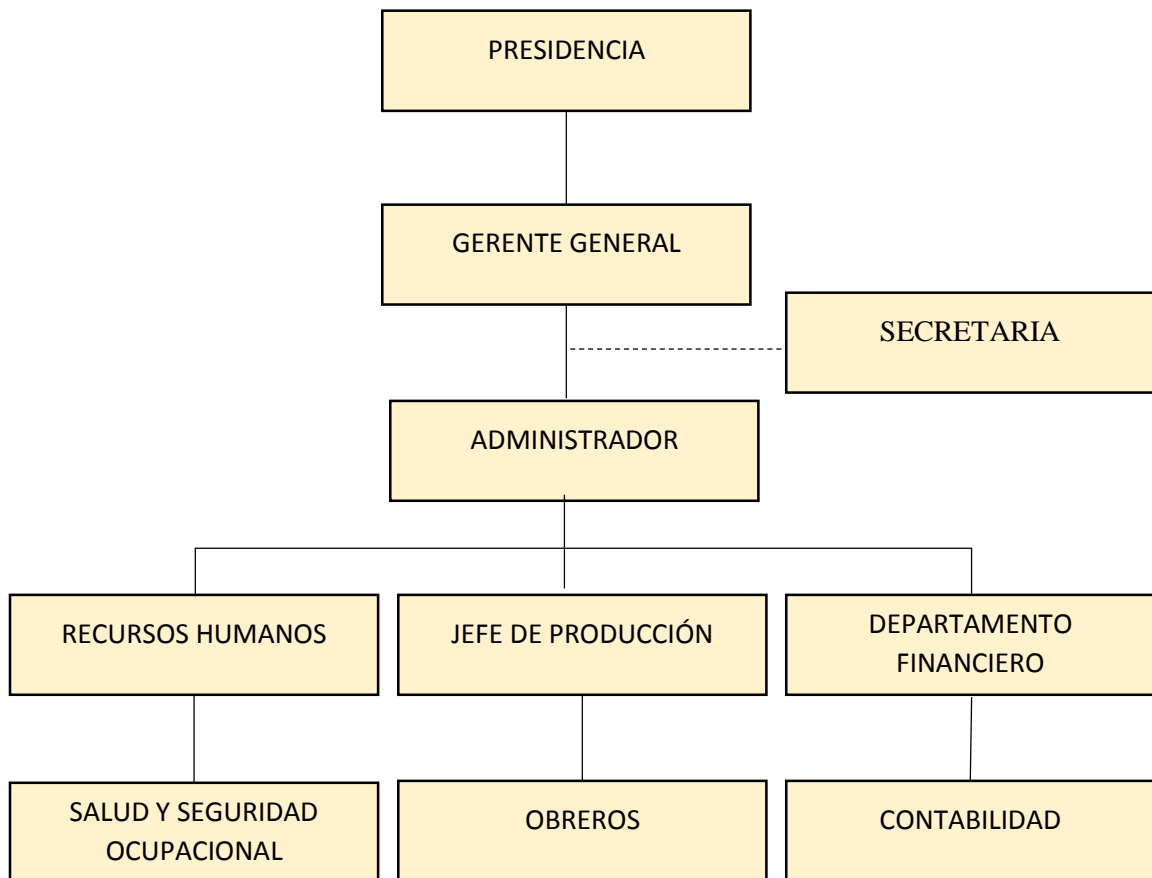 PRESIDENCIA
GERENTE GENERAL
SECRETARIA
ADMINISTRADOR
RECURSOS HUMANOS
JEFE DE PRODUCCIÓN
DEPARTAMENTO
FINANCIERO
SALUD Y SEGURIDAD
OCUPACIONAL
OBREROS
CONTABILIDAD